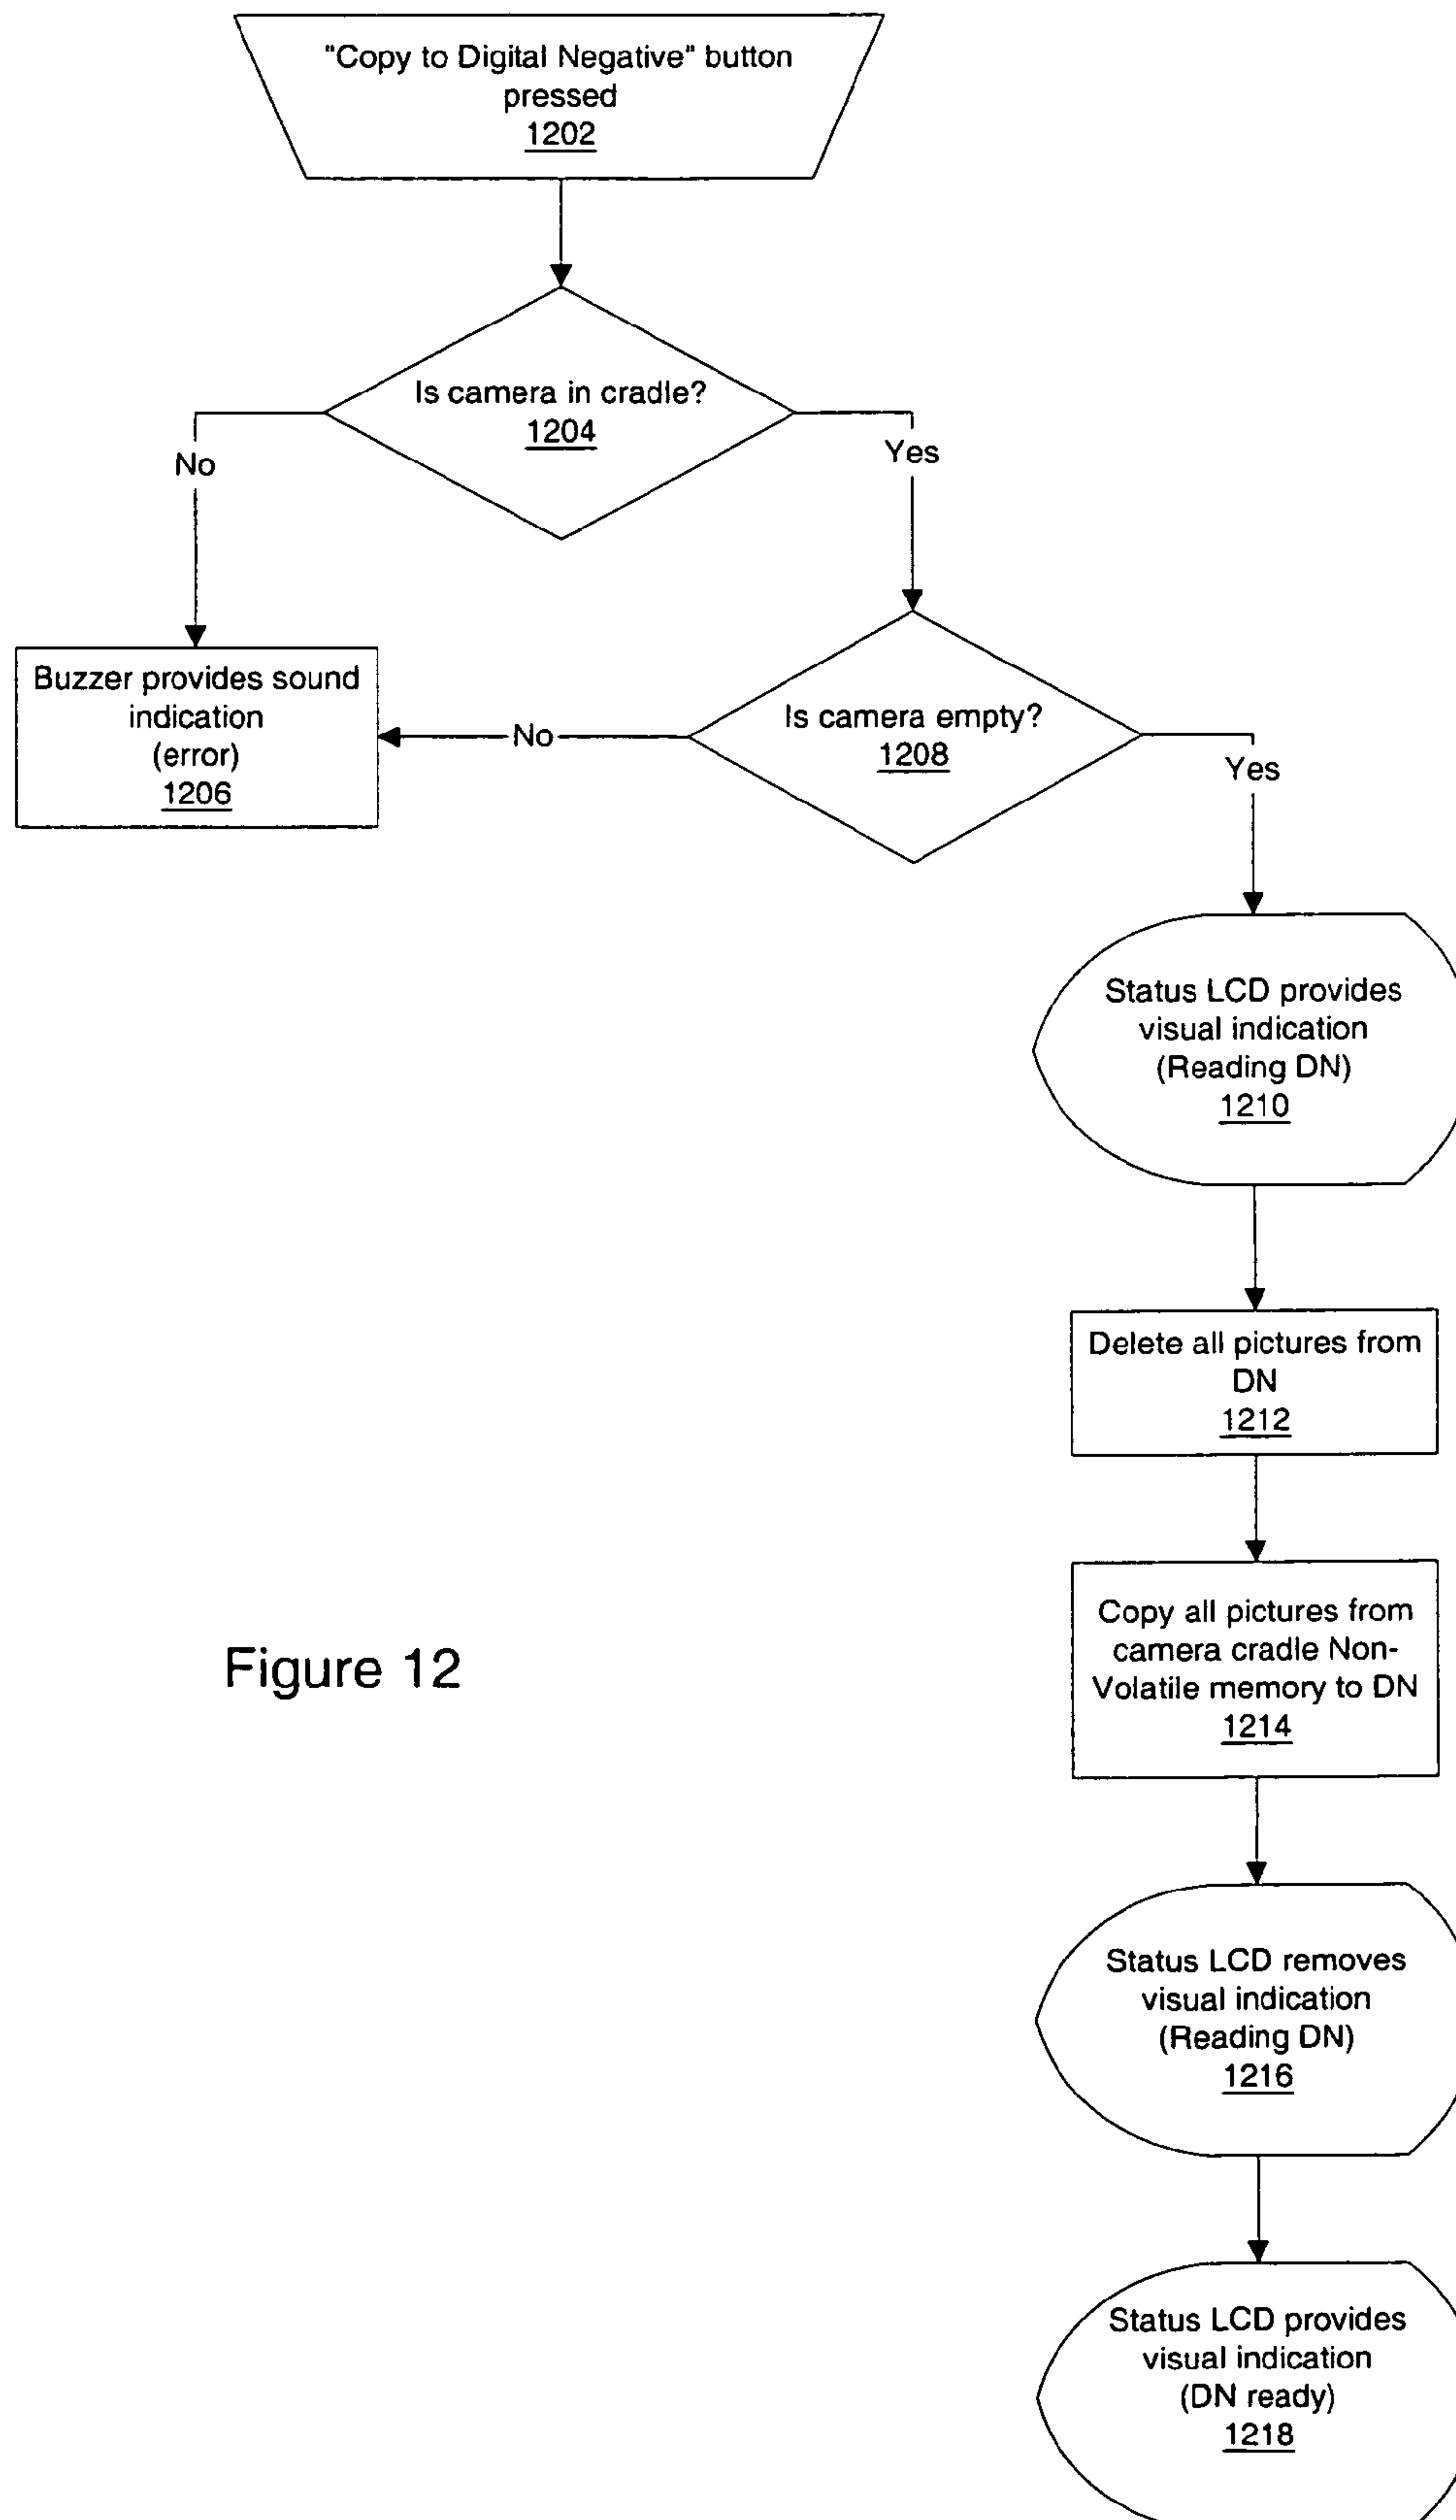 "Copy to Digital Negative" button
pressed
1202
Is camera in cradle?
1204
No
Yes
Buzzer provides sound
indication
(error)
1206
No
Is camera empty?
1208
Yes
Status LCD provides
visual indication
(Reading DN)
1210
Delete all pictures from
DN
1212
Copy all pictures from
camera cradle Non-
Volatile memory to DN
1214
Figure 12
Status LCD removes
visual indication
(Reading DN)
1216
Status LCD provides
visual indication
(DN ready)
1218